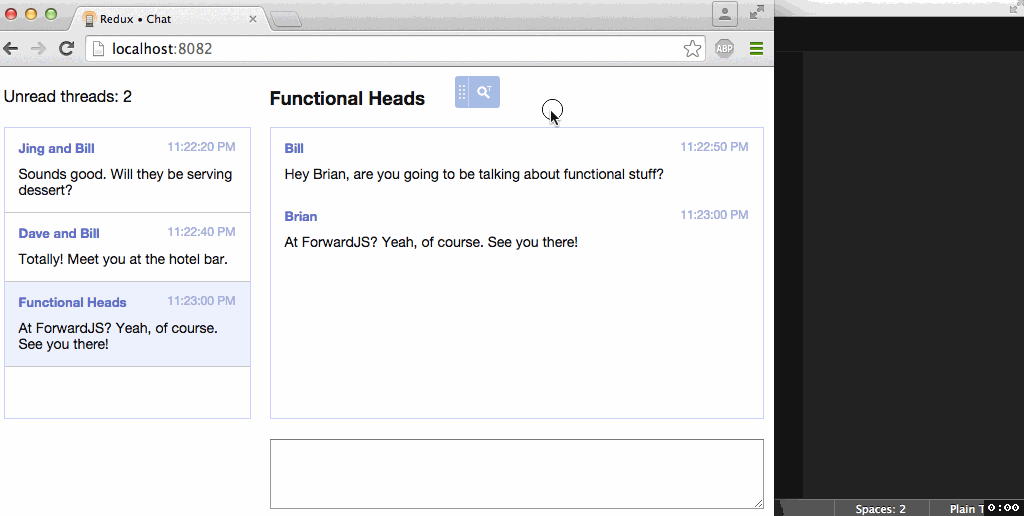 Redux • Chat
localhost:8082
ABP
Unread threads: 2
Functional Heads
Jing and Bill 11:22:20 PM
Sounds good. Will they be serving
dessert?
Dave and Bill 11:22:40 PM
Totally! Meet you at the hotel bar.
Functional Heads 11:23:00 PM
At ForwardJS? Yeah, of course.
See you there!
Bill 11:22:50 PM
Hey Brian, are you going to be talking about functional stuff?
Brian 11:23:00 PM
At ForwardJS? Yeah, of course. See you there!
Spaces: 2 Plain T
0:00